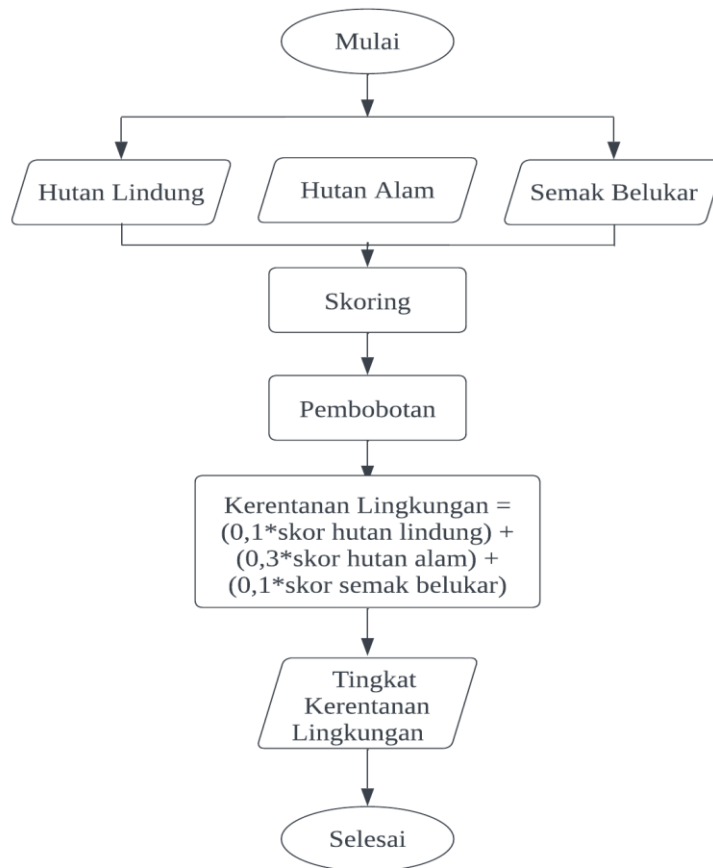 Mulai
Hutan Lindung
Hutan Alam
Semak Belukar
Skoring
Pembobotan
Kerentanan Lingkungan =
(0,1*skor hutan lindung) +
(0,3*skor hutan alam) +
(0,1*skor semak belukar)
Tingkat
Kerentanan
Lingkungan
Selesai